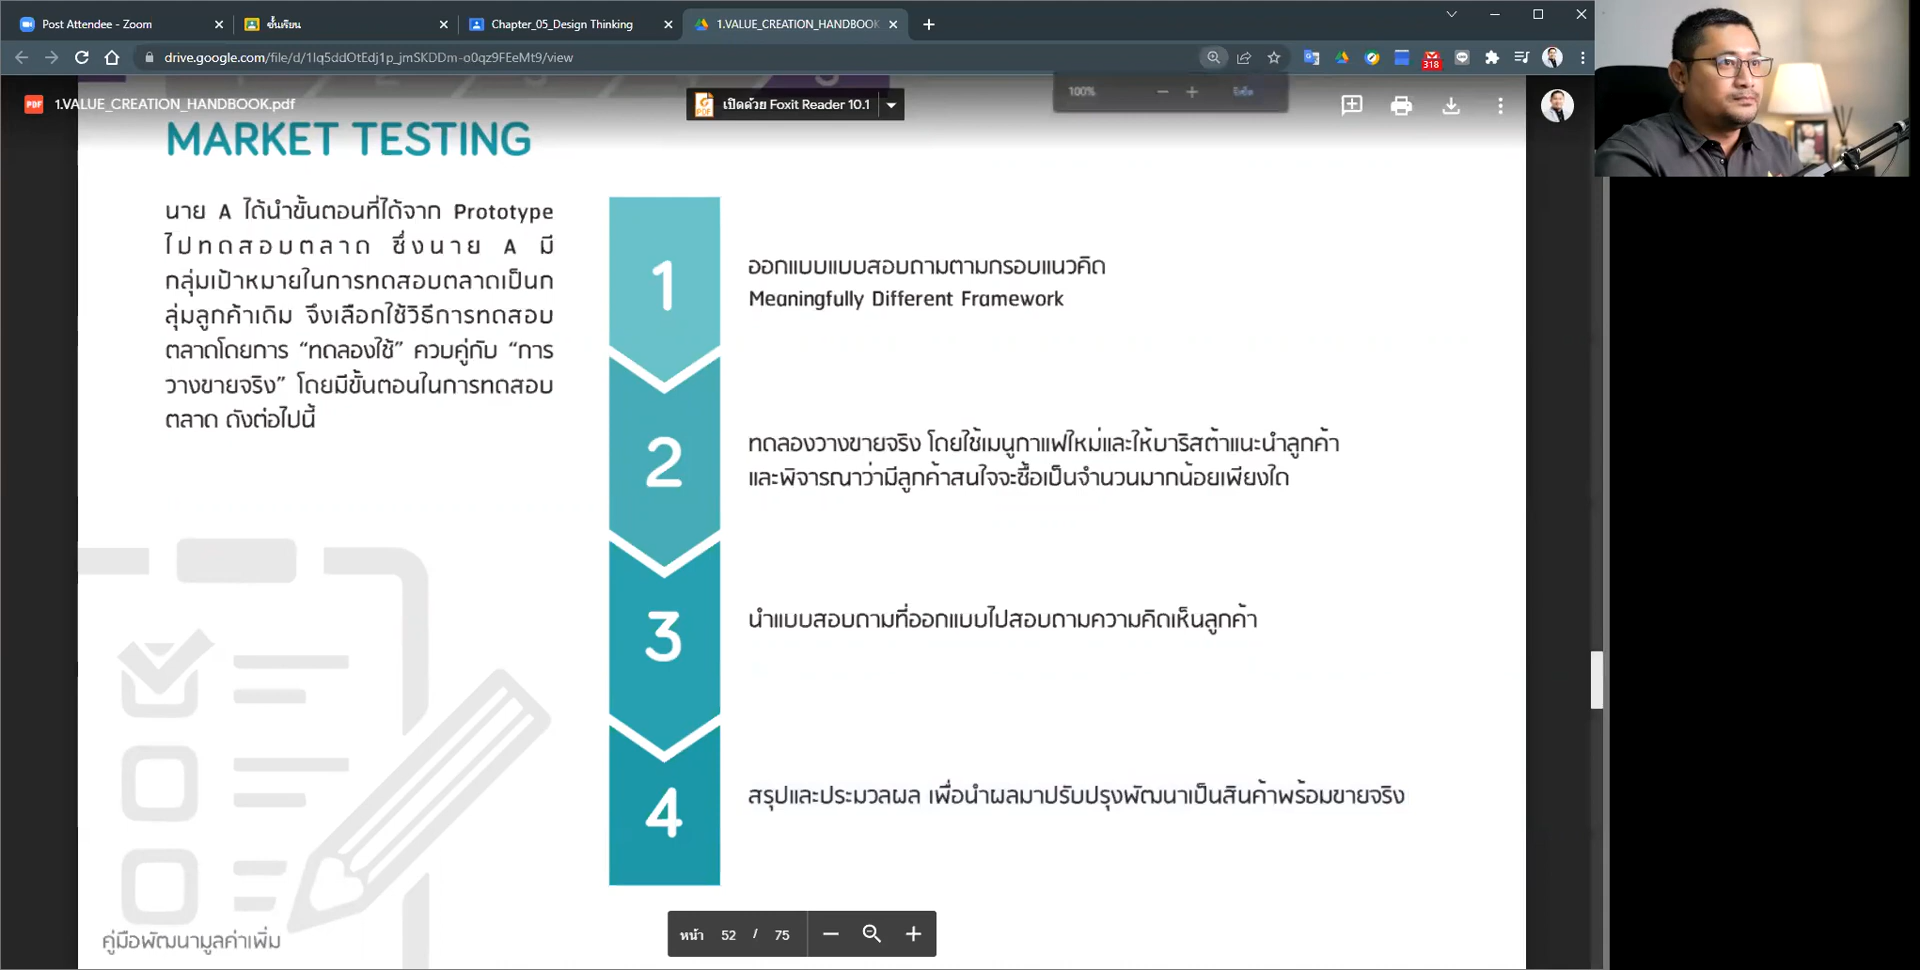 Post Attendee - Zoom
ชั้นเรียน
Chapter_05_Design Thinking
1.VALUE_CREATION_HANDBOOK
drive.google.com/file/d/1Iq5ddOtEdj1p_jmSKDDm-o0qz9FEeMt9/view
318
PDF
1.VALUE_CREATION_HANDBOOK.pdf
เปิดด้วย Foxit Reader 10.1
100%
MARKET TESTING
นาย A ได้นำขั้นตอนที่ได้จาก Prototype
ไปทดสอบตลาด ซึ่งนาย A มี
กลุ่มเป้าหมายในการทดสอบตลาดเป็นก
ลุ่มลูกค้าเดิม จึงเลือกใช้วิธีการทดสอบ
ตลาดโดยการ “ทดลองใช้” ควบคู่กับ “การ
วางขายจริง” โดยมีขั้นตอนในการทดสอบ
ตลาด ดังต่อไปนี้
1
ออกแบบแบบสอบถามตามกรอบแนวคิด
Meaningfully Different Framework
2
ทดลองวางขายจริง โดยใช้เมนูกาแฟใหม่และให้บาริสต้าแนะนำลูกค้า
และพิจารณาว่ามีลูกค้าสนใจจะซื้อเป็นจำนวนมากน้อยเพียงใด
3
นำแบบสอบถามที่ออกแบบไปสอบถามความคิดเห็นลูกค้า
4
สรุปและประมวลผล เพื่อนำผลมาปรับปรุงพัฒนาเป็นสินค้าพร้อมขายจริง
คู่มือพัฒนามูลค่าเพิ่ม
หน้า 52 / 75